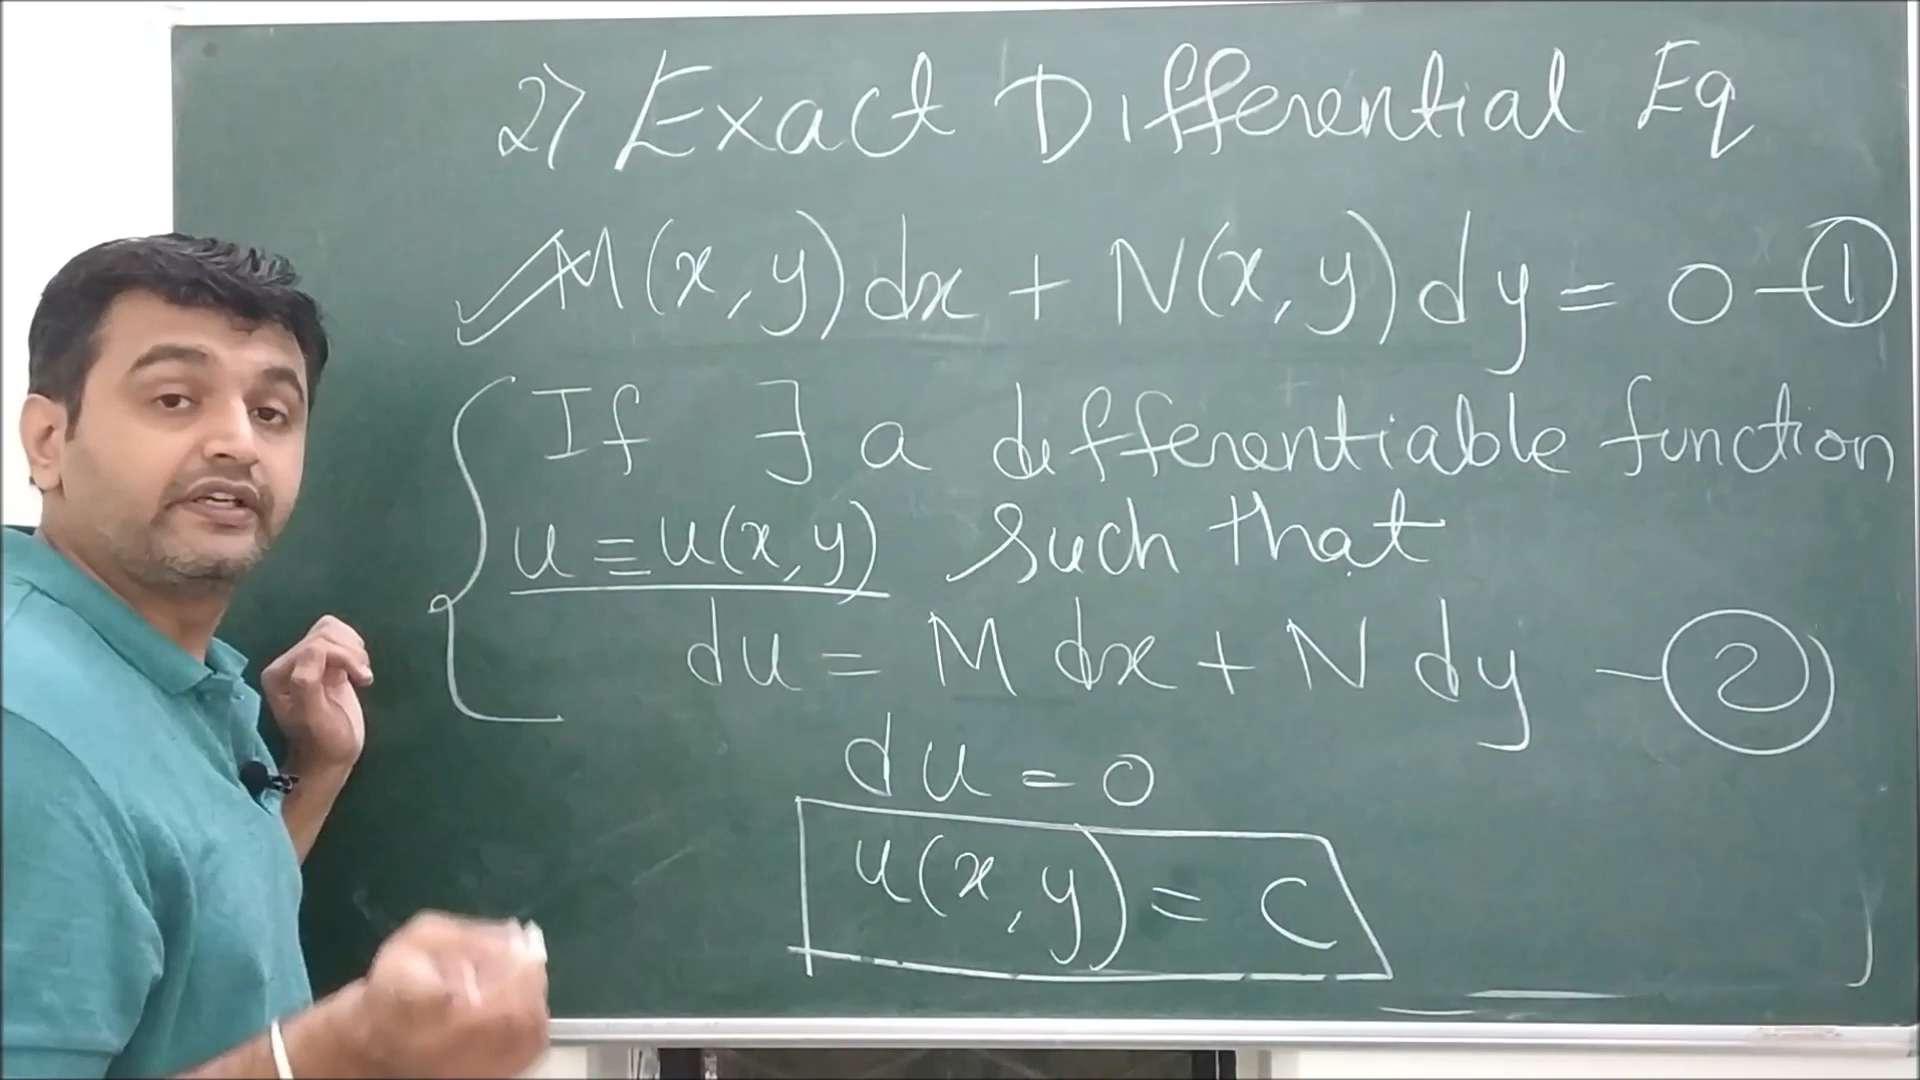 2) Exact Differential Eq
M(x,y)dx + N(x,y)dy = 0 - ①
If ∃ a differentiable function
u ≡ u(x,y) such that
du = M dx + N dy - ②
du = 0
u(x,y) = c